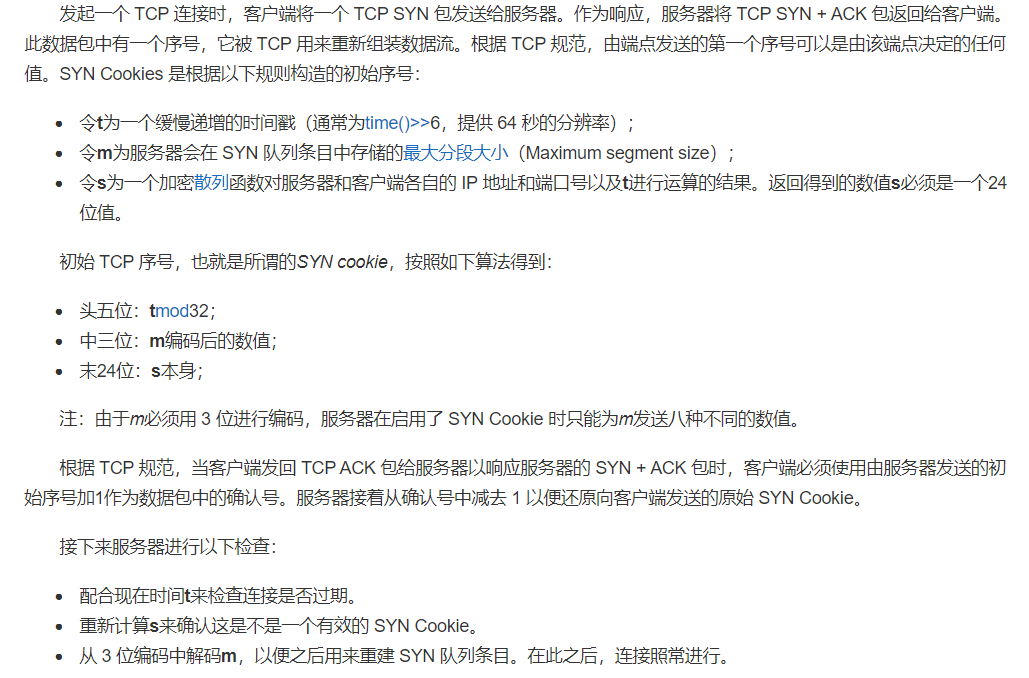 发起一个 TCP 连接时，客户端将一个 TCP SYN 包发送给服务器。作为响应，服务器将 TCP SYN + ACK 包返回给客户端。
此数据包中有一个序号，它被 TCP 用来重新组装数据流。根据 TCP 规范，由端点发送的第一个序号可以是由该端点决定的任何
值。SYN Cookies 是根据以下规则构造的初始序号：
• 令t为一个缓慢递增的时间戳（通常为time()>>6，提供 64 秒的分辨率）；
• 令m为服务器会在 SYN 队列条目中存储的最大分段大小（Maximum segment size）；
• 令s为一个加密散列函数对服务器和客户端各自的 IP 地址和端口号以及t进行运算的结果。返回得到的数值s必须是一个24
位值。
初始 TCP 序号，也就是所谓的SYN cookie，按照如下算法得到：
• 头五位：tmod32；
• 中三位：m编码后的数值；
• 末24位：s本身；
注：由于m必须用 3 位进行编码，服务器在启用了 SYN Cookie 时只能为m发送八种不同的数值。
根据 TCP 规范，当客户端发回 TCP ACK 包给服务器以响应服务器的 SYN + ACK 包时，客户端必须使用由服务器发送的初
始序号加1作为数据包中的确认号。服务器接着从确认号中减去 1 以便还原向客户端发送的原始 SYN Cookie。
接下来服务器进行以下检查：
• 配合现在时间t来检查连接是否过期。
• 重新计算s来确认这是不是一个有效的 SYN Cookie。
• 从 3 位编码中解码m，以便之后用来重建 SYN 队列条目。在此之后，连接照常进行。